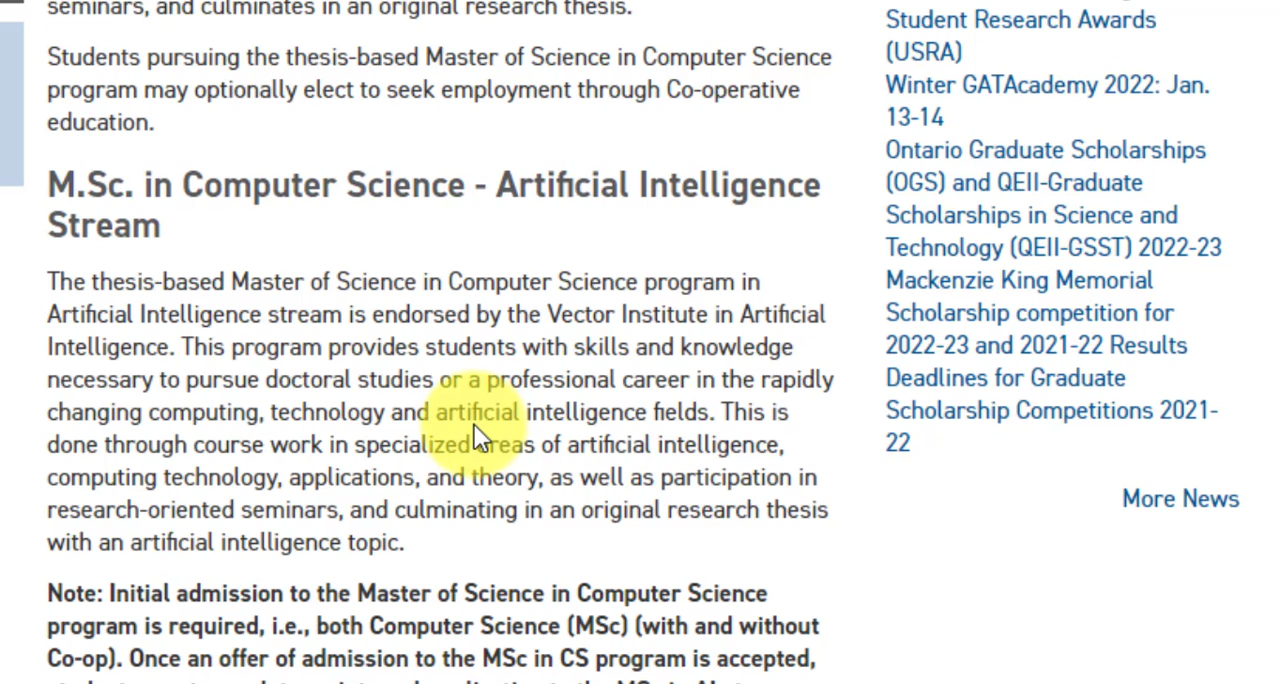 seminars, and culminates in an original research thesis.
Students pursuing the thesis-based Master of Science in Computer Science
program may optionally elect to seek employment through Co-operative
education.
M.Sc. in Computer Science - Artificial Intelligence
Stream
The thesis-based Master of Science in Computer Science program in
Artificial Intelligence stream is endorsed by the Vector Institute in Artificial
Intelligence. This program provides students with skills and knowledge
necessary to pursue doctoral studies or a professional career in the rapidly
changing computing, technology and artificial intelligence fields. This is
done through course work in specialized areas of artificial intelligence,
computing technology, applications, and theory, as well as participation in
research-oriented seminars, and culminating in an original research thesis
with an artificial intelligence topic.
Note: Initial admission to the Master of Science in Computer Science
program is required, i.e., both Computer Science (MSc) (with and without
Co-op). Once an offer of admission to the MSc in CS program is accepted,
Student Research Awards
(USRA)
Winter GATAcademy 2022: Jan.
13-14
Ontario Graduate Scholarships
(OGS) and QEII-Graduate
Scholarships in Science and
Technology (QEII-GSST) 2022-23
Mackenzie King Memorial
Scholarship competition for
2022-23 and 2021-22 Results
Deadlines for Graduate
Scholarship Competitions 2021-
22
More News